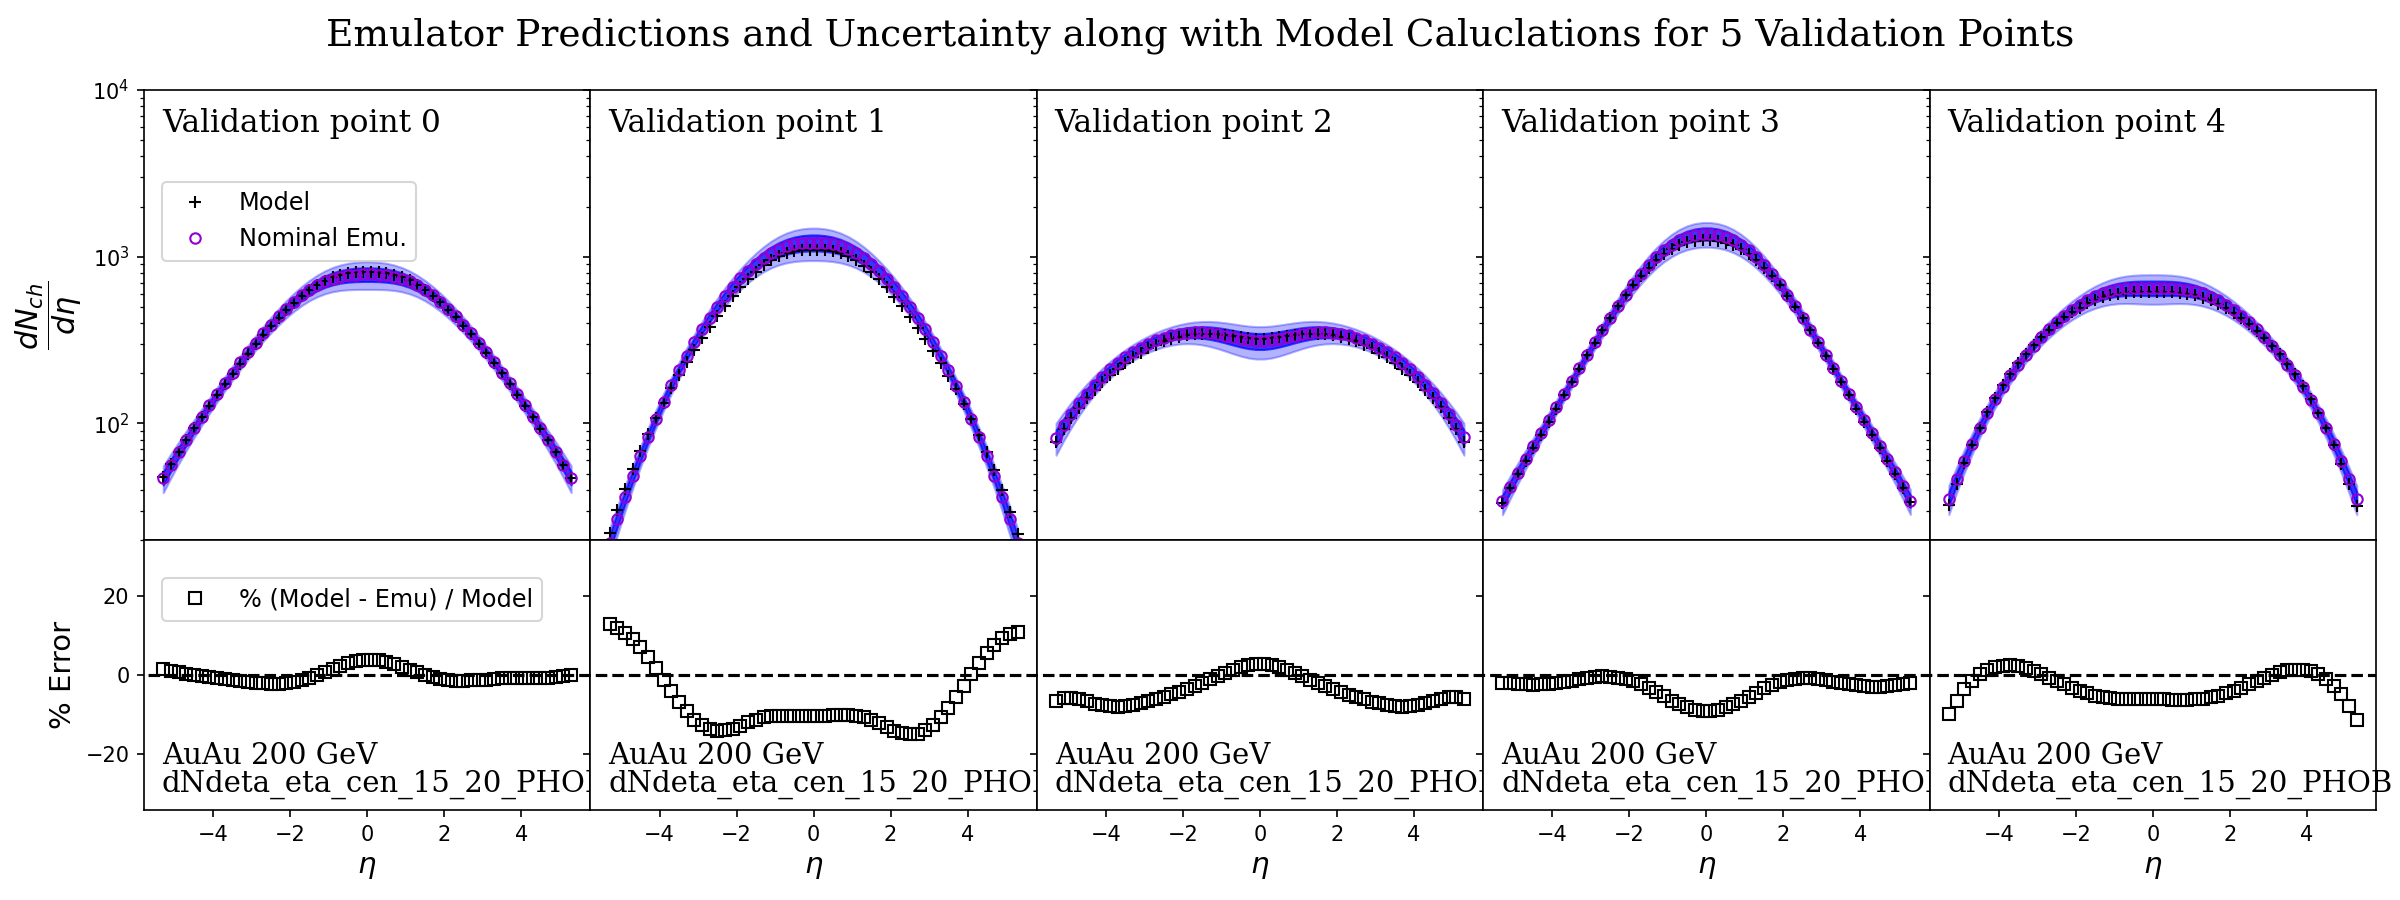 Emulator Predictions and Uncertainty along with Model Caluclations for 5 Validation Points
Validation point 0
Validation point 1
Validation point 2
Validation point 3
Validation point 4
Model
Nominal Emu.
10^4
10^3
10^2
dN_ch
dη
% (Model - Emu) / Model
20
0
−20
% Error
AuAu 200 GeV
dNdeta_eta_cen_15_20_PHO
AuAu 200 GeV
dNdeta_eta_cen_15_20_PHO
AuAu 200 GeV
dNdeta_eta_cen_15_20_PHO
AuAu 200 GeV
dNdeta_eta_cen_15_20_PHO
AuAu 200 GeV
dNdeta_eta_cen_15_20_PHOB
−4 −2 0 2 4
−4 −2 0 2 4
−4 −2 0 2 4
−4 −2 0 2 4
−4 −2 0 2 4
η
η
η
η
η